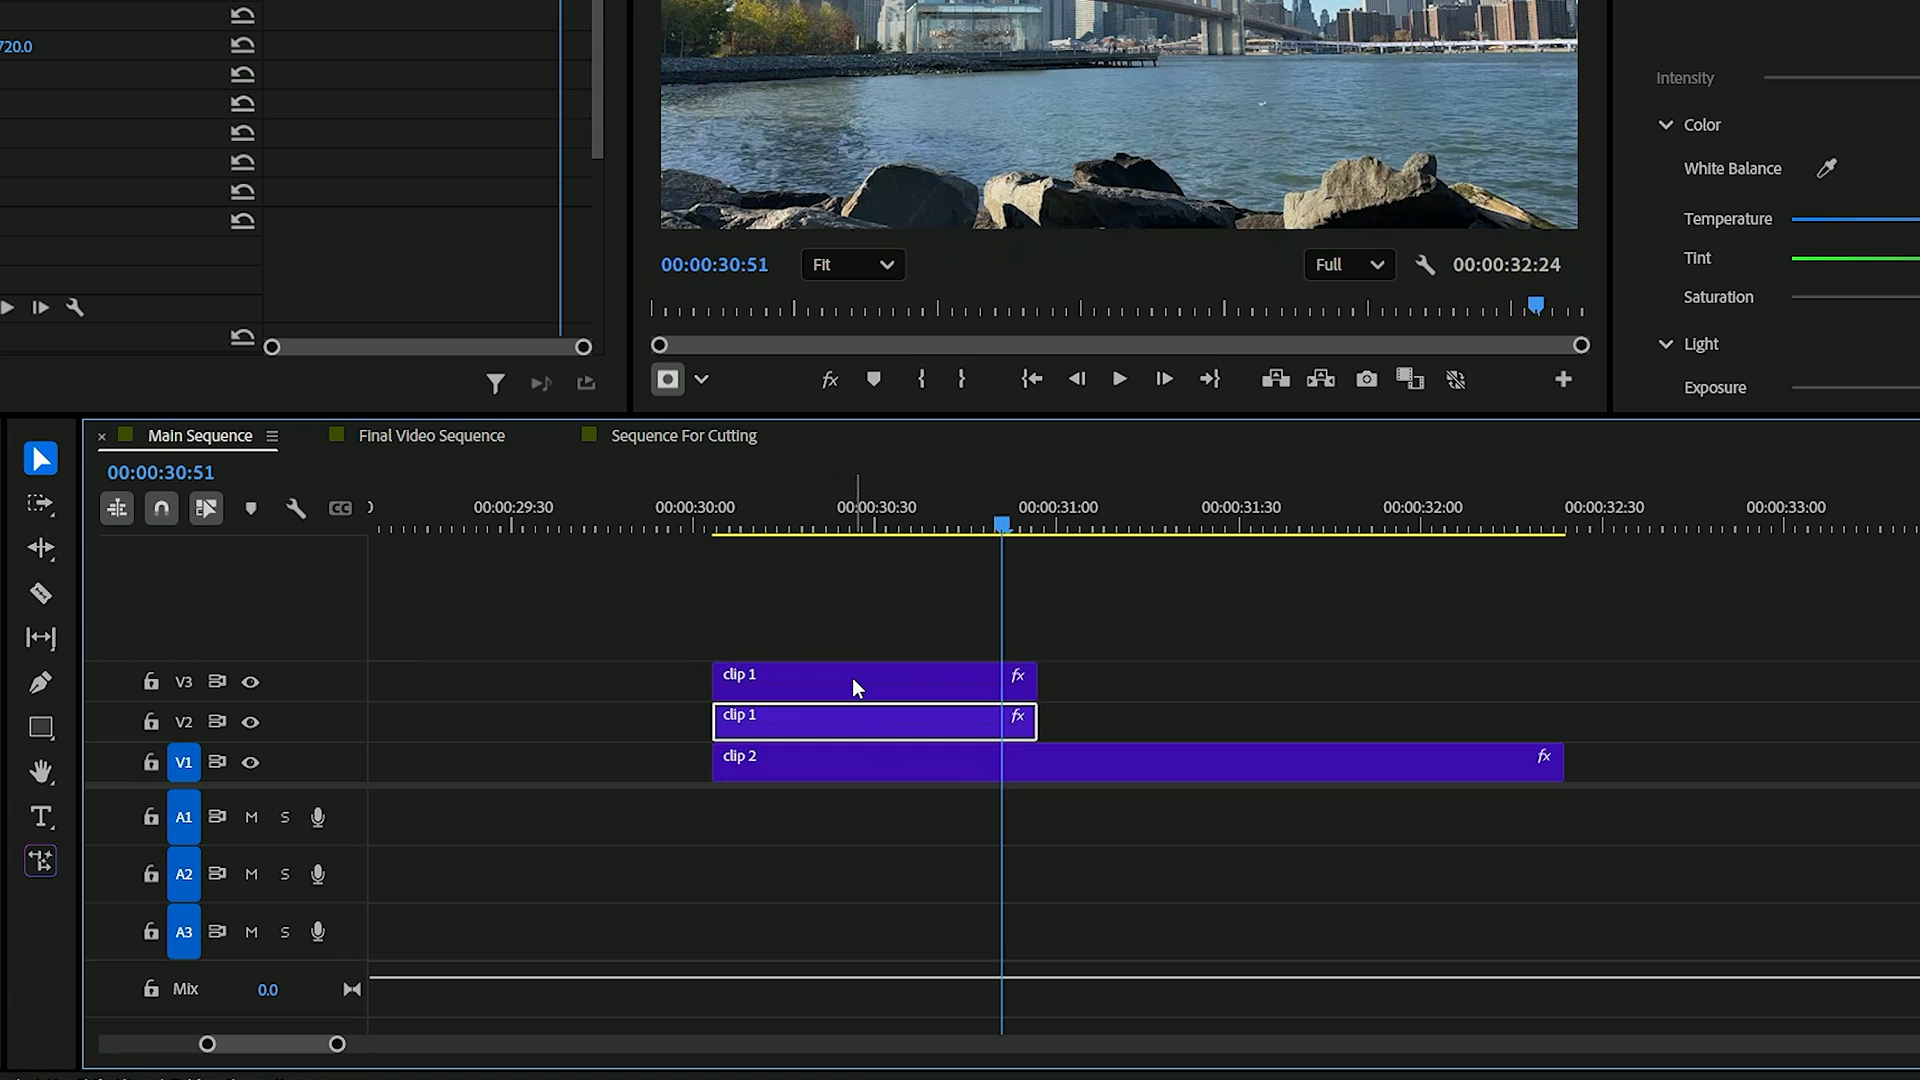 720.0
Intensity
Color
White Balance
Temperature
Tint
Saturation
Light
Exposure
00:00:30:51
Fit
Full
00:00:32:24
fx
Main Sequence
Final Video Sequence
Sequence For Cutting
00:00:30:51
CC
00:00:29:30
00:00:30:00
00:00:30:30
00:00:31:00
00:00:31:30
00:00:32:00
00:00:32:30
00:00:33:00
V3
clip 1 fx
V2
clip 1 fx
V1
clip 2 fx
A1 M S
A2 M S
A3 M S
Mix 0.0